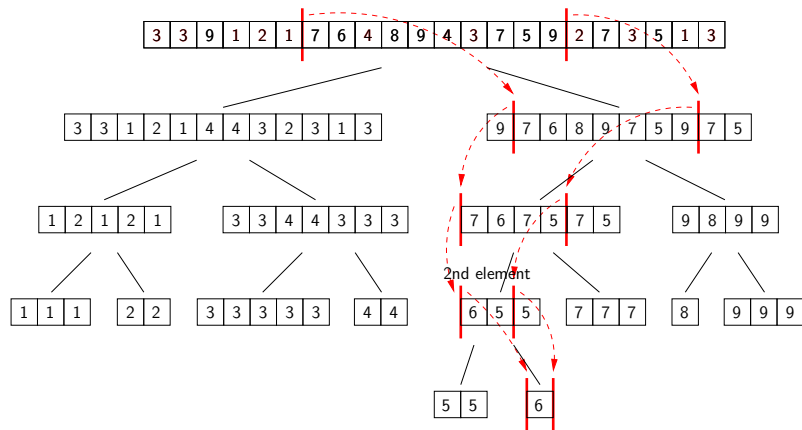 3 3 9 1 2 1 7 6 4 8 9 4 3 7 5 9 2 7 3 5 1 3
3 3 1 2 1 4 4 3 2 3 1 3 9 7 6 8 9 7 5 9 7 5
1 2 1 2 1 3 3 4 4 3 3 3 7 6 7 5 7 5 9 8 9 9
2nd element
1 1 1 2 2 3 3 3 3 3 4 4 6 5 5 7 7 7 8 9 9 9
5 5 6